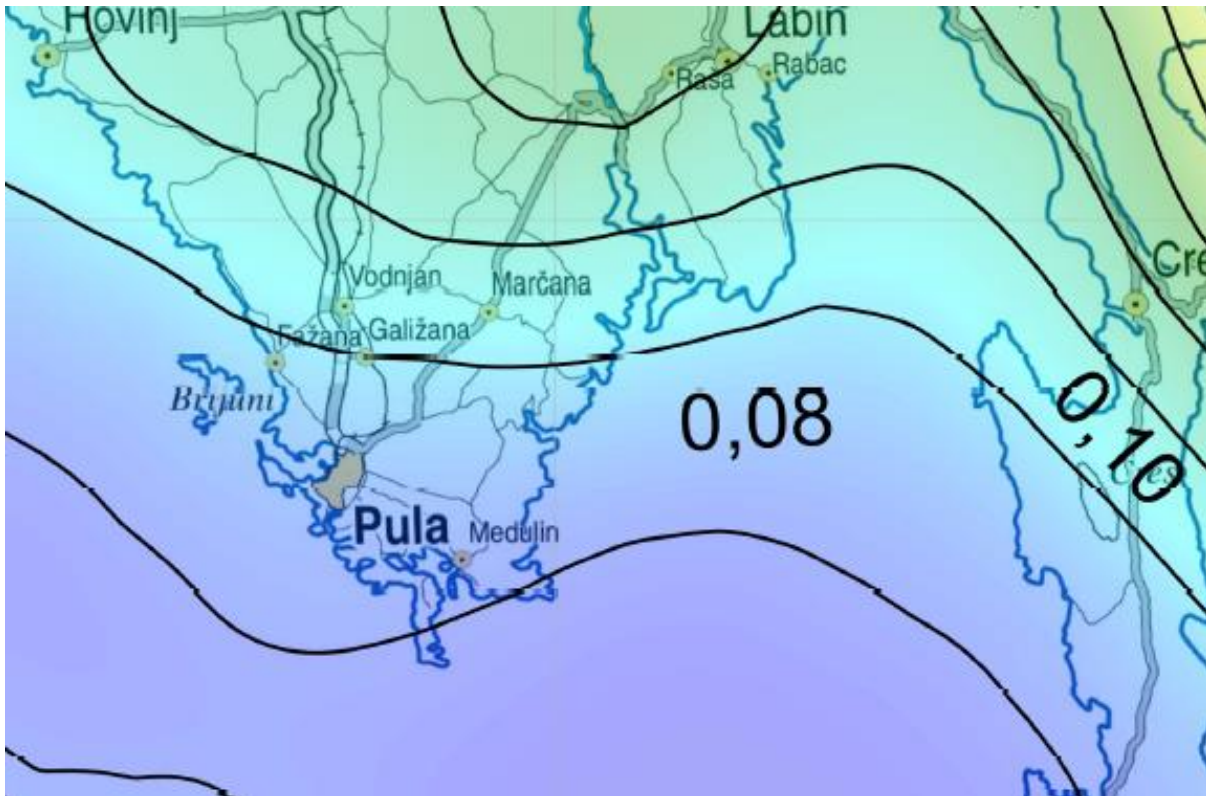 Rovinj
Labin
Raša
Rabac
Vodnjan
Marčana
Galižana
Fažana
Brijuni
0,08
0,10
Cre
Pula
Medulin